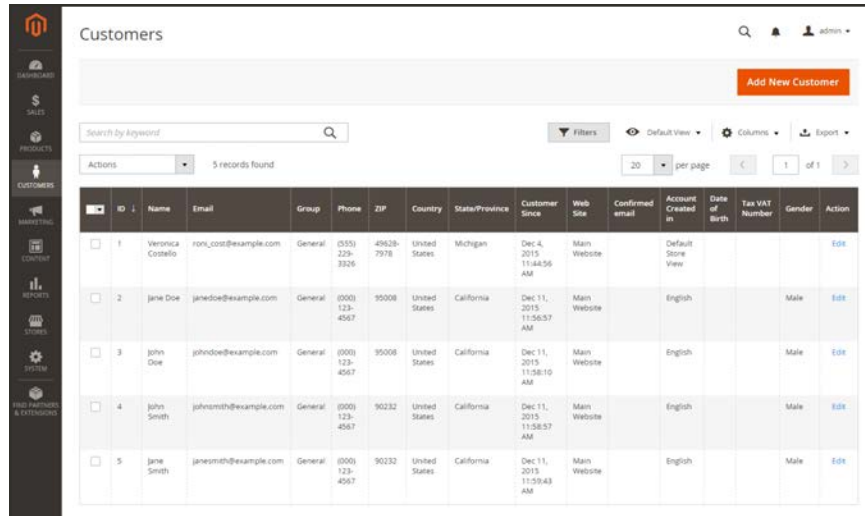 Customers
admin
DASHBOARD
SALES
PRODUCTS
CUSTOMERS
MARKETING
CONTENT
REPORTS
STORES
SYSTEM
FIND PARTNERS
& EXTENSIONS
Add New Customer
Search by keyword
Filters
Default View
Columns
Export
Actions
5 records found
20
per page
1
of 1
ID Name Email Group Phone ZIP Country State/Province Customer Since Web Site Confirmed email Account Created in Date of Birth Tax VAT Number Gender Action
1 Veronica Costello roni_cost@example.com General (555) 229-3326 49628-7978 United States Michigan Dec 4, 2015 11:44:56 AM Main Website Default Store View Edit
2 Jane Doe janedoe@example.com General (000) 123-4567 95008 United States California Dec 11, 2015 11:56:57 AM Main Website English Male Edit
3 John Doe johndoe@example.com General (000) 123-4567 95008 United States California Dec 11, 2015 11:58:10 AM Main Website English Male Edit
4 John Smith johnsmith@example.com General (000) 123-4567 90232 United States California Dec 11, 2015 11:58:57 AM Main Website English Male Edit
5 Jane Smith janesmith@example.com General (000) 123-4567 90232 United States California Dec 11, 2015 11:59:43 AM Main Website English Male Edit